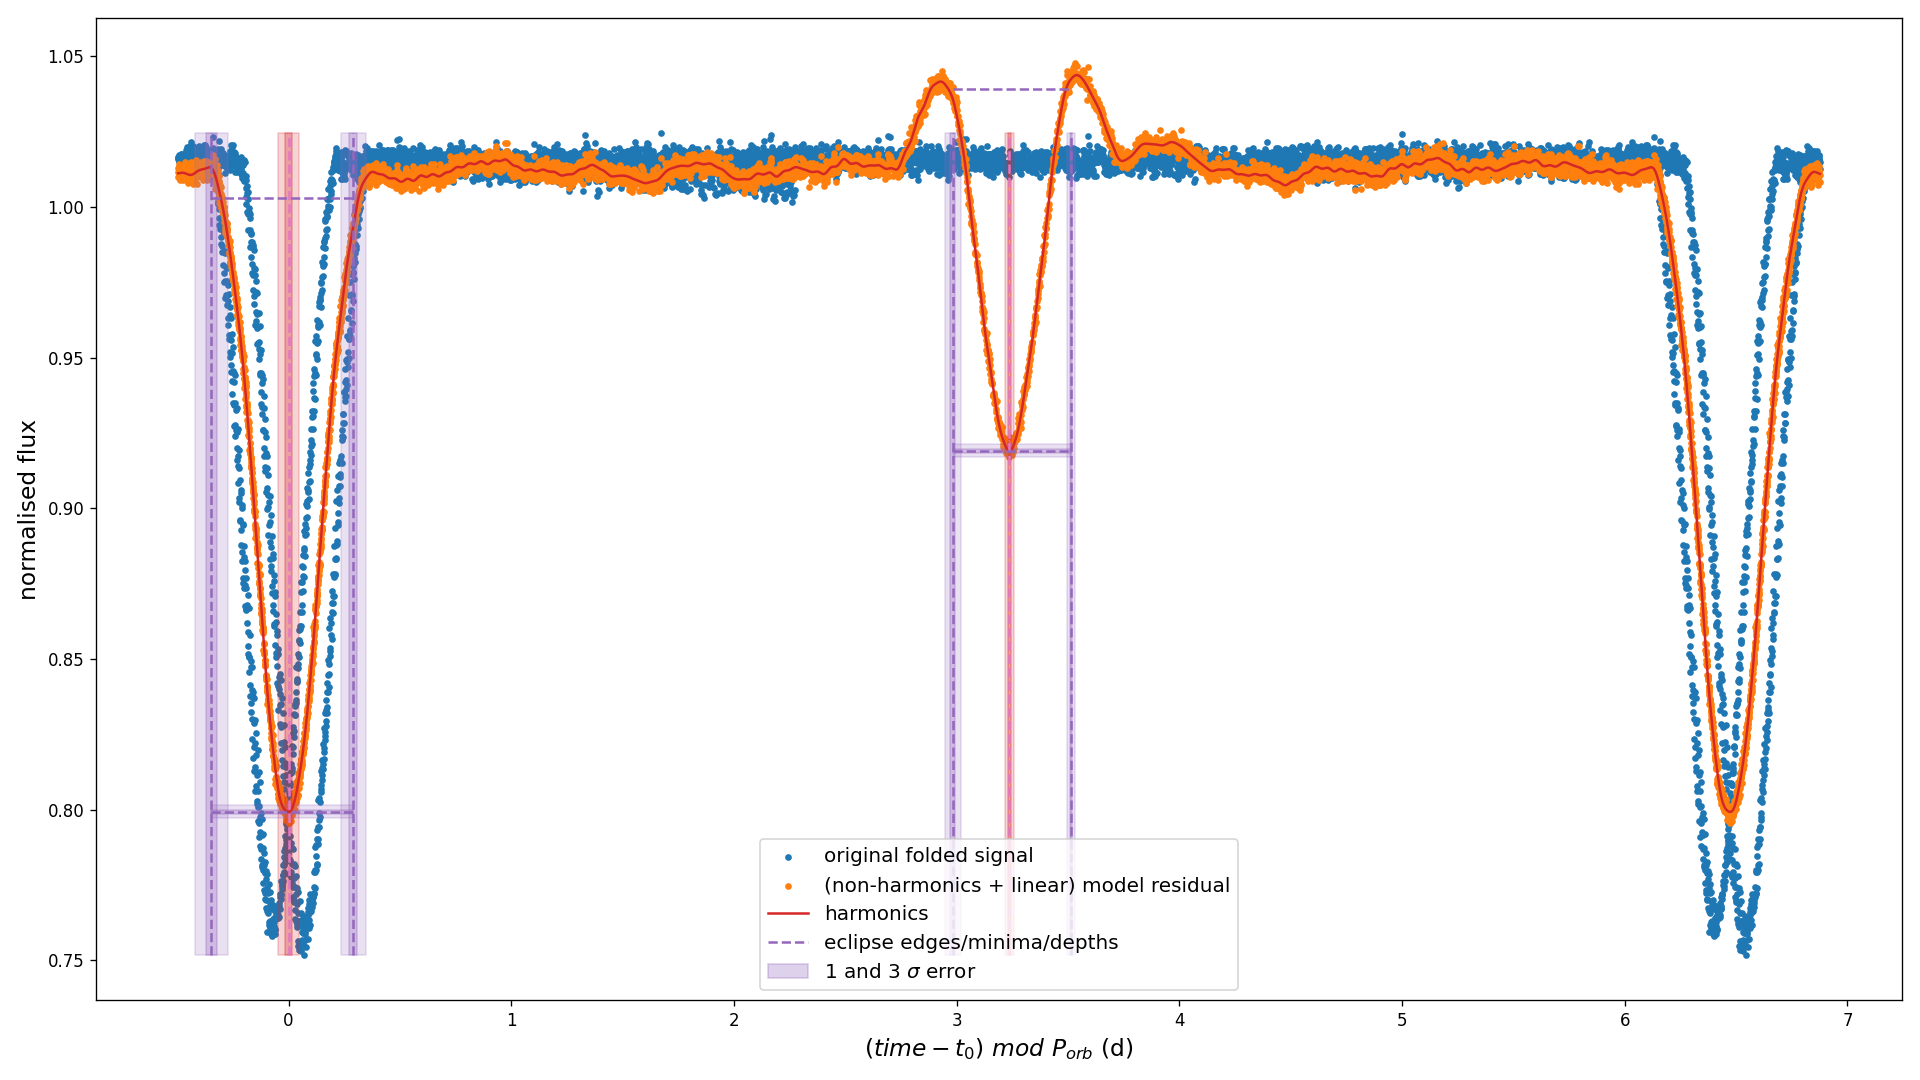 1.05
1.00
0.95
0.90
0.85
0.80
0.75
normalised flux
original folded signal
(non-harmonics + linear) model residual
harmonics
eclipse edges/minima/depths
1 and 3 σ error
0 1 2 3 4 5 6 7
(time − t₀) mod Pₒᵣb (d)